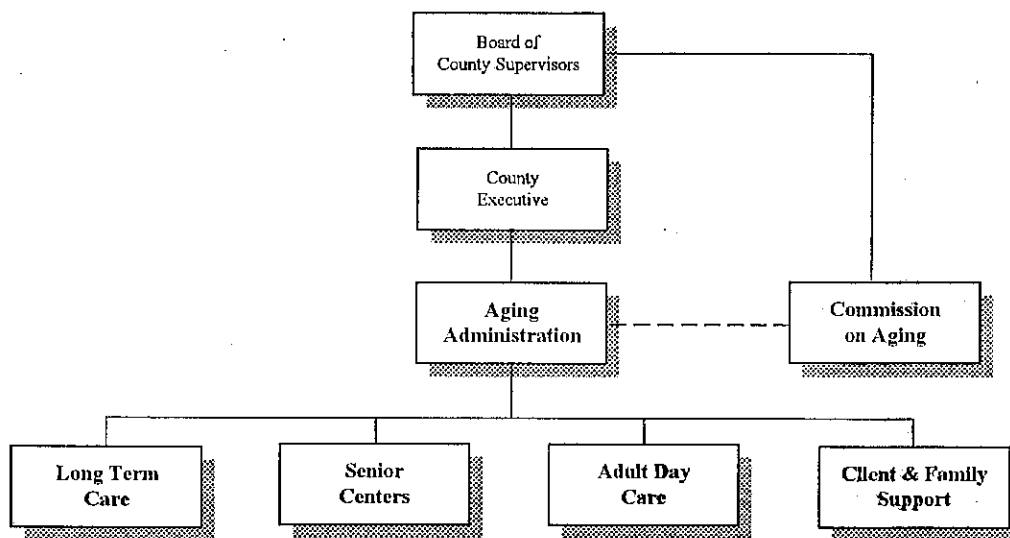 Board of
County Supervisors
County
Executive
Aging
Administration
Commission
on Aging
Long Term
Care
Senior
Centers
Adult Day
Care
Client & Family
Support